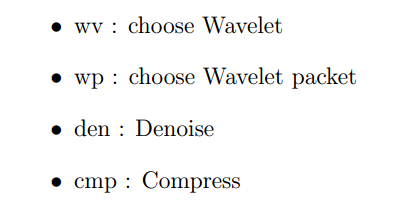 • wv : choose Wavelet
• wp : choose Wavelet packet
• den : Denoise
• cmp : Compress